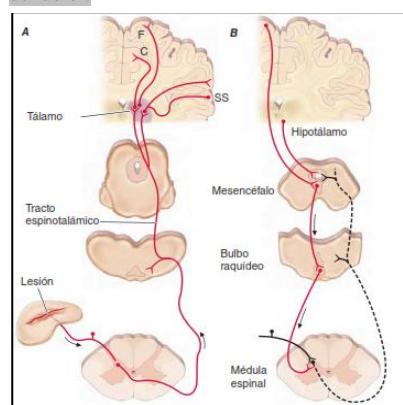 A
F
C
SS
Tálamo
Tracto
espinotalámico
Lesión
B
Hipotálamo
Mesencéfalo
Bulbo
raquídeo
Médula
espinal